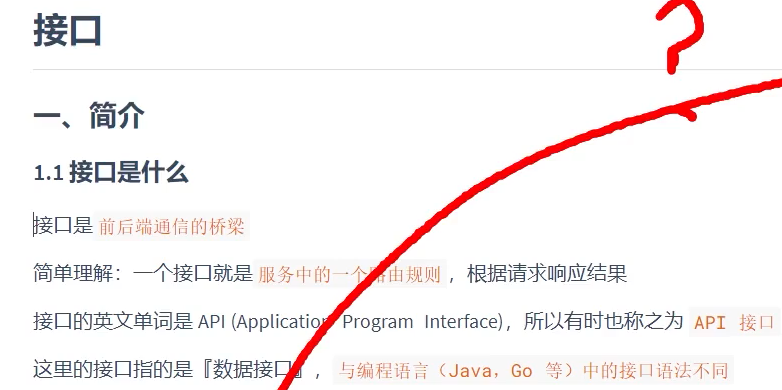 ?
接口
一、简介
1.1 接口是什么
接口是 前后端通信的桥梁
简单理解：一个接口就是 服务中的一个路由规则 ，根据请求响应结果
接口的英文单词是 API (Application Program Interface)，所以有时也称之为 API 接口
这里的接口指的是『数据接口』， 与编程语言（Java，Go 等）中的接口语法不同